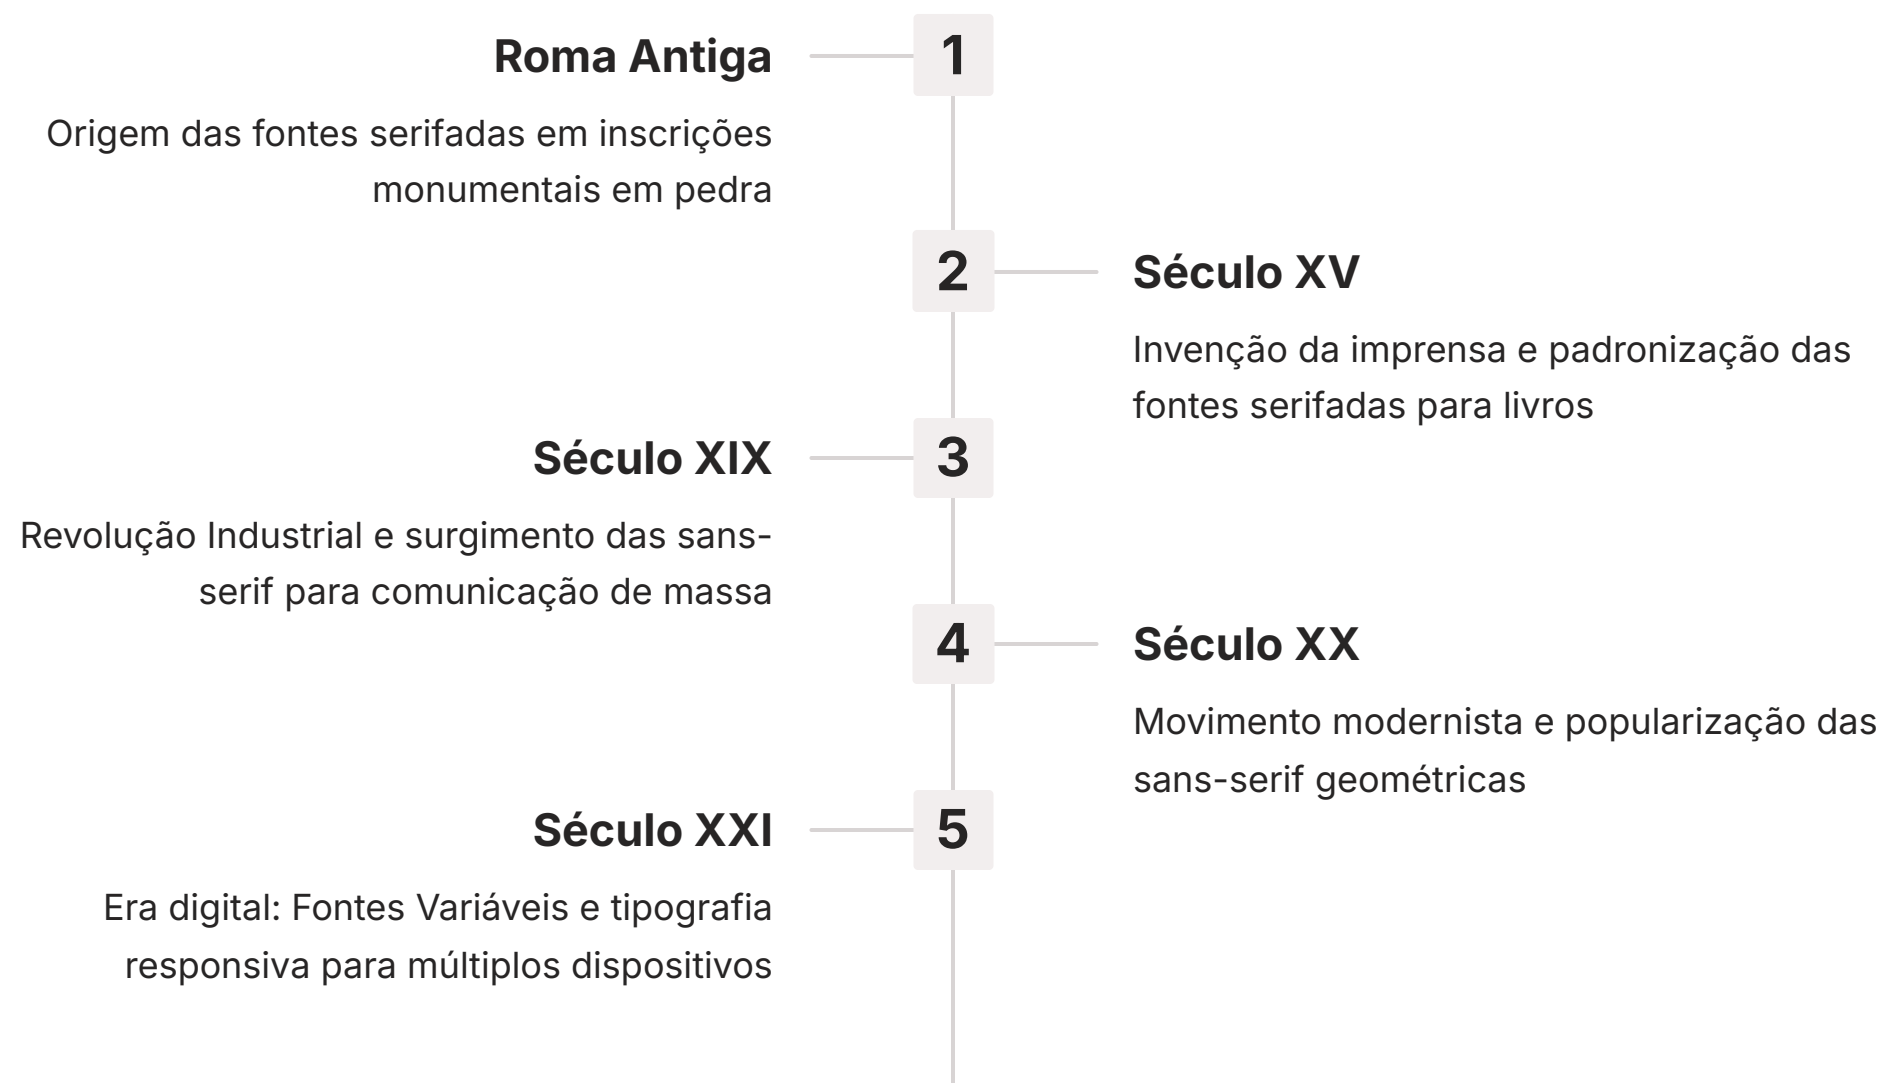 Roma Antiga
1
Origem das fontes serifadas em inscrições
monumentais em pedra
2
Século XV
Invenção da imprensa e padronização das
fontes serifadas para livros
Século XIX
3
Revolução Industrial e surgimento das sans-
serif para comunicação de massa
4
Século XX
Movimento modernista e popularização das
sans-serif geométricas
Século XXI
5
Era digital: Fontes Variáveis e tipografia
responsiva para múltiplos dispositivos